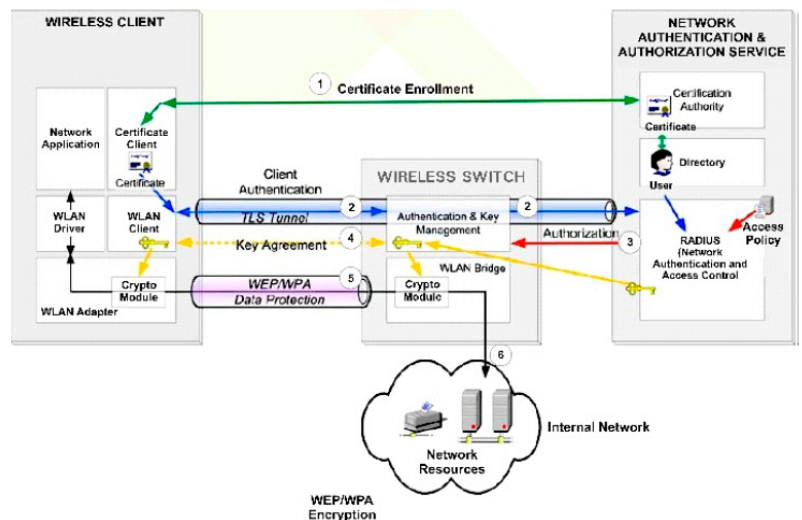 WIRELESS CLIENT
NETWORK
AUTHENTICATION &
AUTHORIZATION SERVICE
1
Certificate Enrollment
Certification
Authority
Certificate
Network
Application
Certificate
Client
Certificate
Directory
User
Client
Authentication
WIRELESS SWITCH
2
TLS Tunnel
Authentication & Key
Management
2
WLAN
Driver
WLAN
Client
Key Agreement
4
Authorization
3
Access
Policy
RADIUS
(Network
Authentication and
Access Control
WLAN Bridge
Crypto
Module
WLAN Adapter
WEP/WPA
Data Protection
5
Crypto
Module
6
Internal Network
Network
Resources
WEP/WPA
Encryption